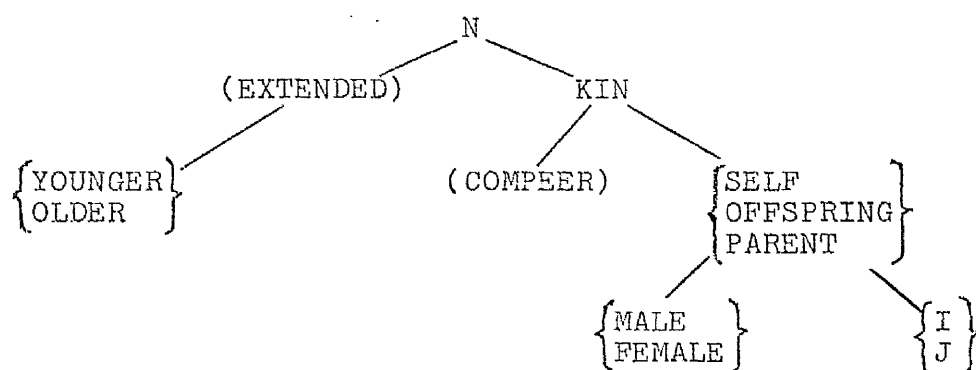 N
(EXTENDED) KIN
YOUNGER (COMPEER) SELF
OLDER OFFSPRING
PARENT
MALE I
FEMALE J